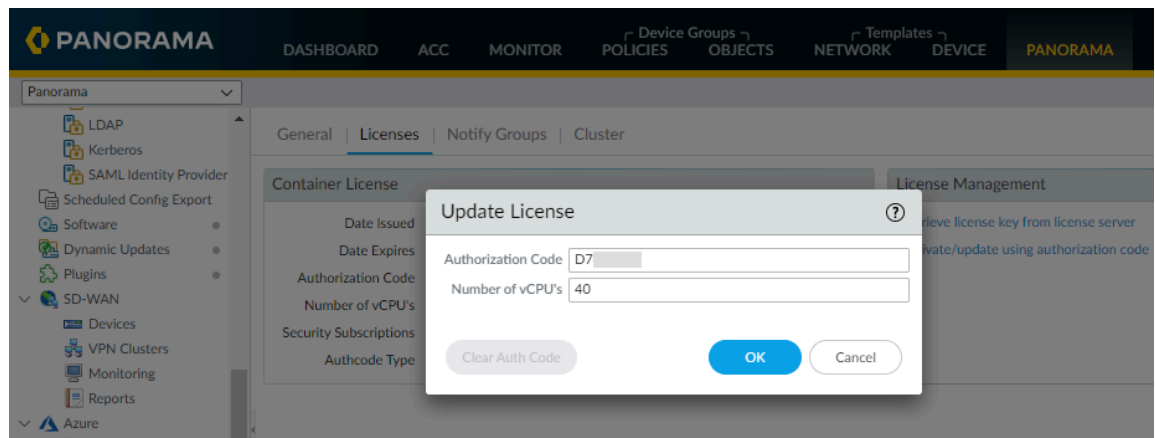 PANORAMA
DASHBOARD ACC MONITOR Device Groups POLICIES OBJECTS Templates NETWORK DEVICE PANORAMA
Panorama
LDAP
Kerberos
SAML Identity Provider
Scheduled Config Export
Software
Dynamic Updates
Plugins
SD-WAN
Devices
VPN Clusters
Monitoring
Reports
Azure
General | Licenses | Notify Groups | Cluster
Container License
Date Issued
Date Expires
Authorization Code
Number of vCPU's
Security Subscriptions
Authcode Type
Update License ?
Authorization Code D7
Number of vCPU's 40
Clear Auth Code OK Cancel
License Management
rieve license key from license server
ivate/update using authorization code